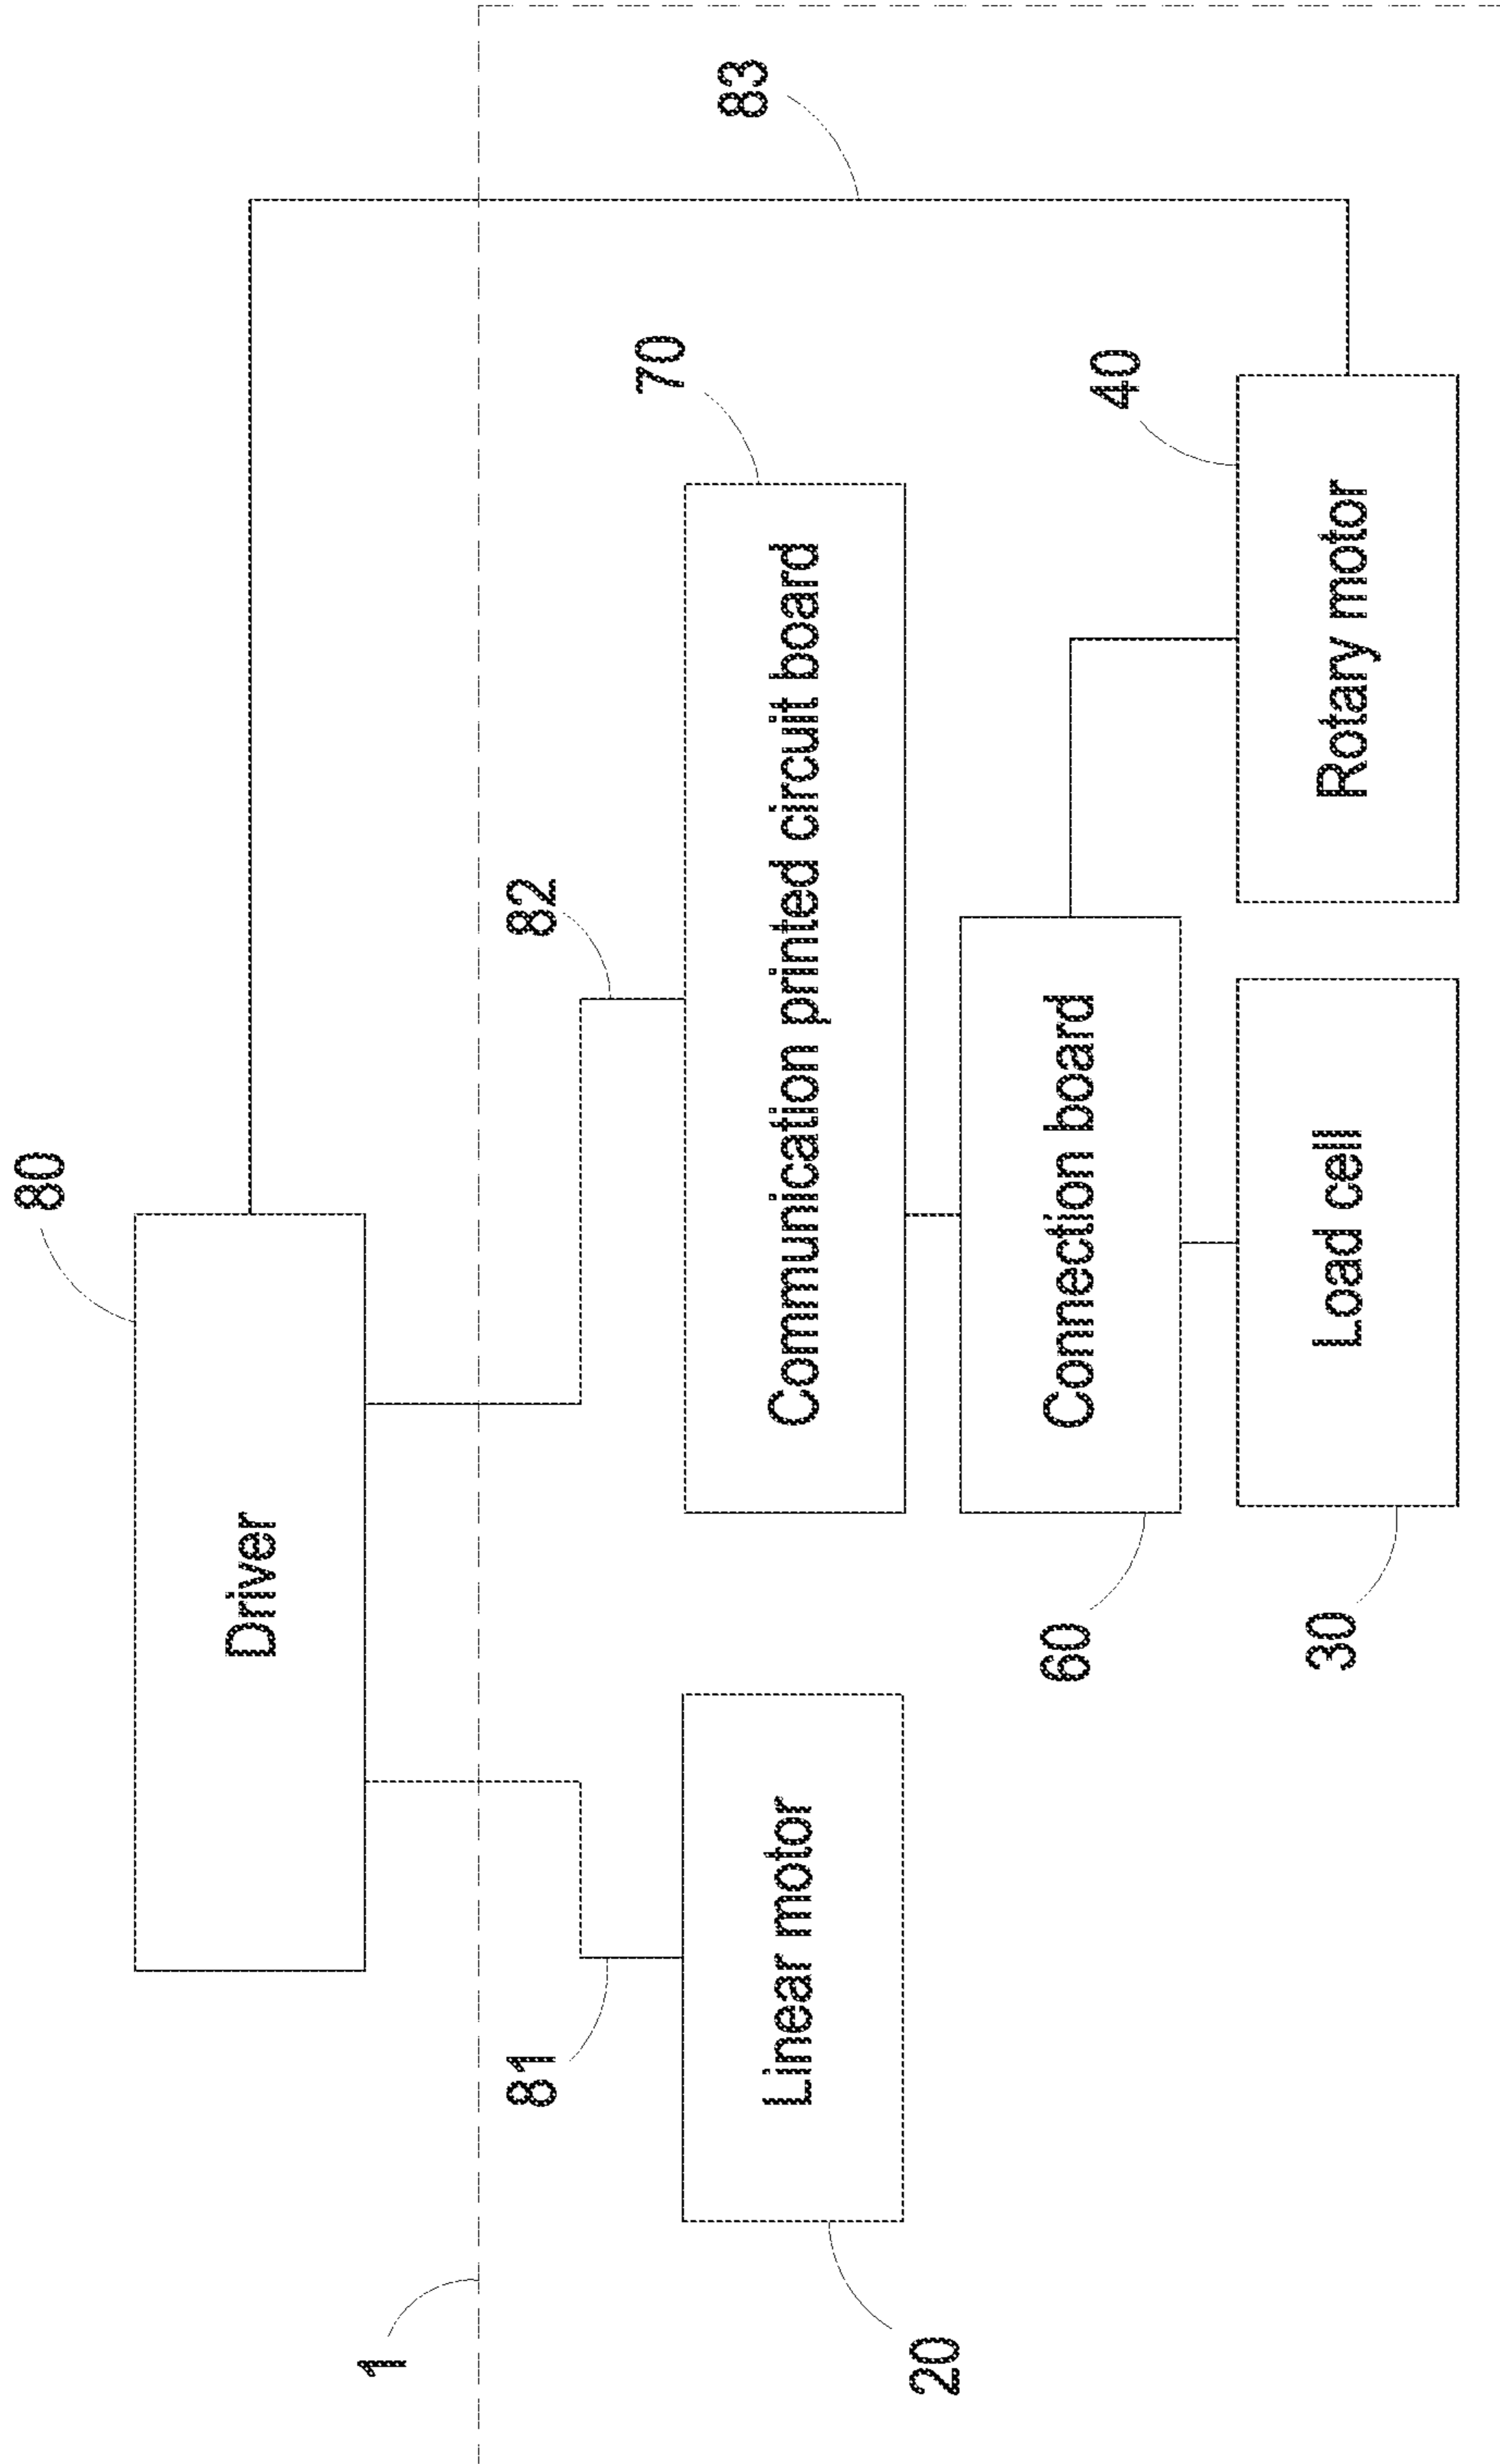 80
Driver
83
1
81
82
70
Linear motor
Communication printed circuit board
20
60
Connection board
40
30
Load cell
Rotary motor